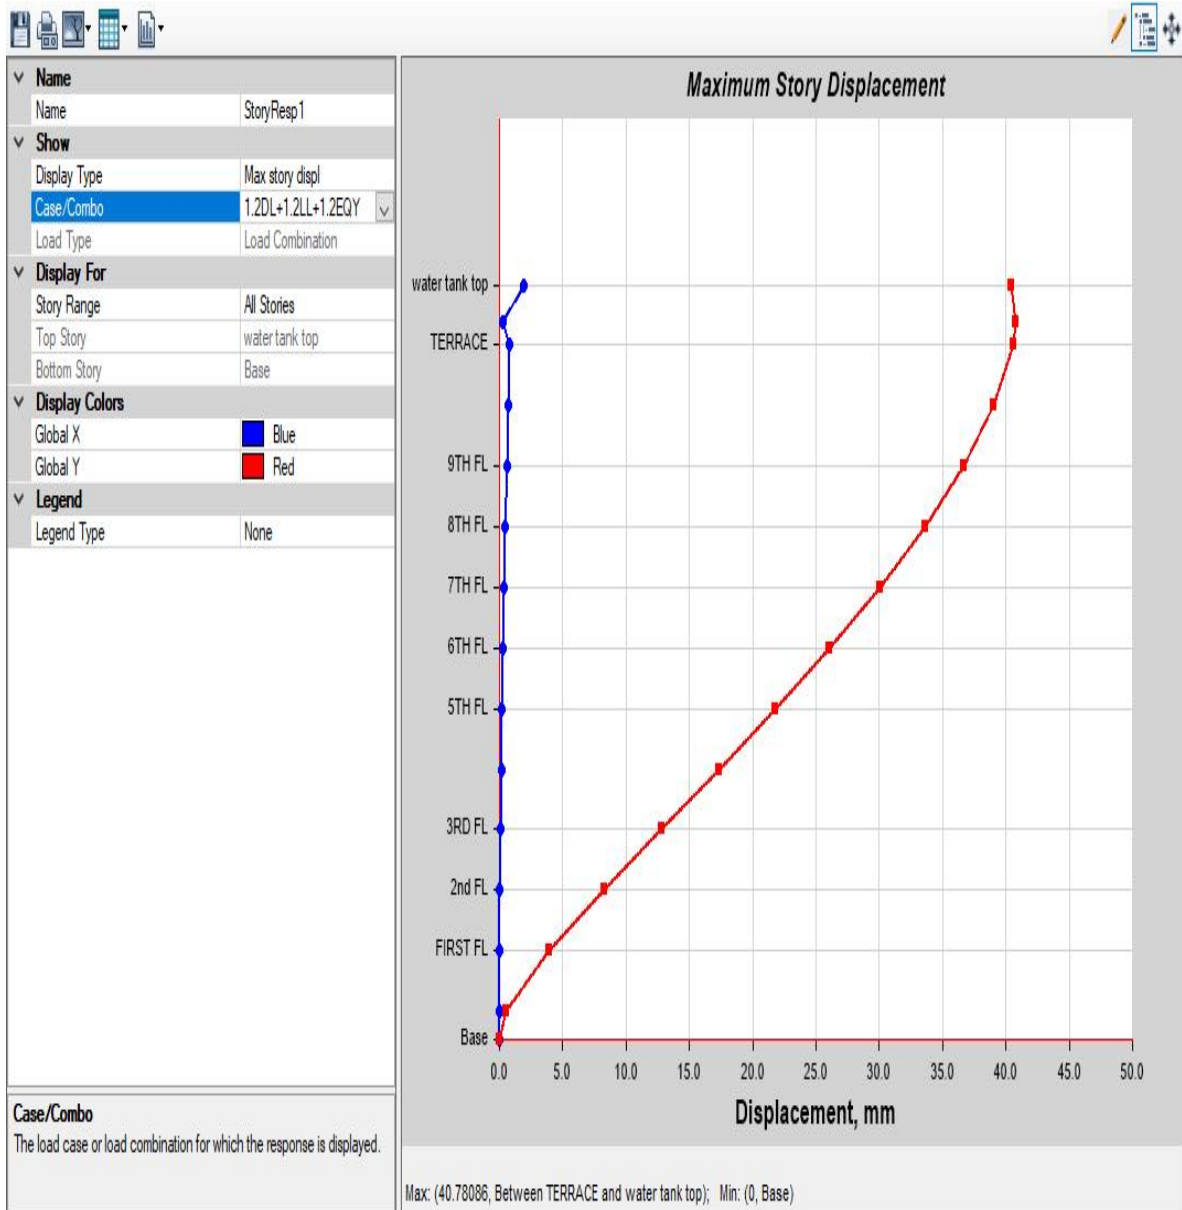 Name
Name StoryResp1
Show
Display Type Max story displ
Case/Combo 1.2DL+1.2LL+1.2EQY
Load Type Load Combination
Display For
Story Range All Stories
Top Story water tank top
Bottom Story Base
Display Colors
Global X Blue
Global Y Red
Legend
Legend Type None
Case/Combo
The load case or load combination for which the response is displayed.
Maximum Story Displacement
water tank top
TERRACE
9TH FL
8TH FL
7TH FL
6TH FL
5TH FL
3RD FL
2nd FL
FIRST FL
Base
0.0 5.0 10.0 15.0 20.0 25.0 30.0 35.0 40.0 45.0 50.0
Displacement, mm
Max: (40.78086, Between TERRACE and water tank top); Min: (0, Base)